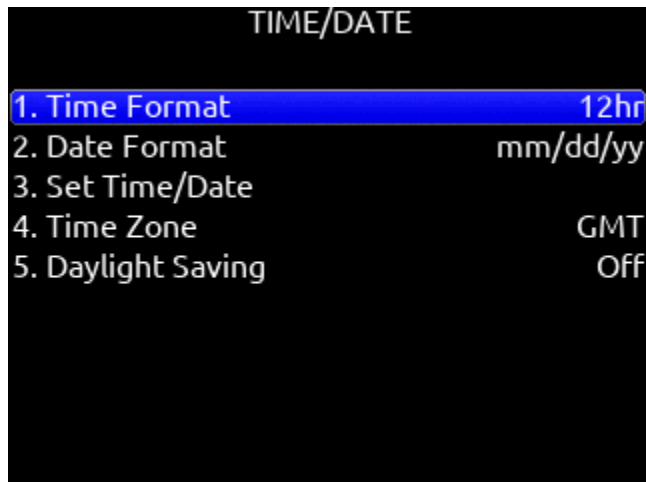 TIME/DATE
1. Time Format 12hr
2. Date Format mm/dd/yy
3. Set Time/Date
4. Time Zone GMT
5. Daylight Saving Off